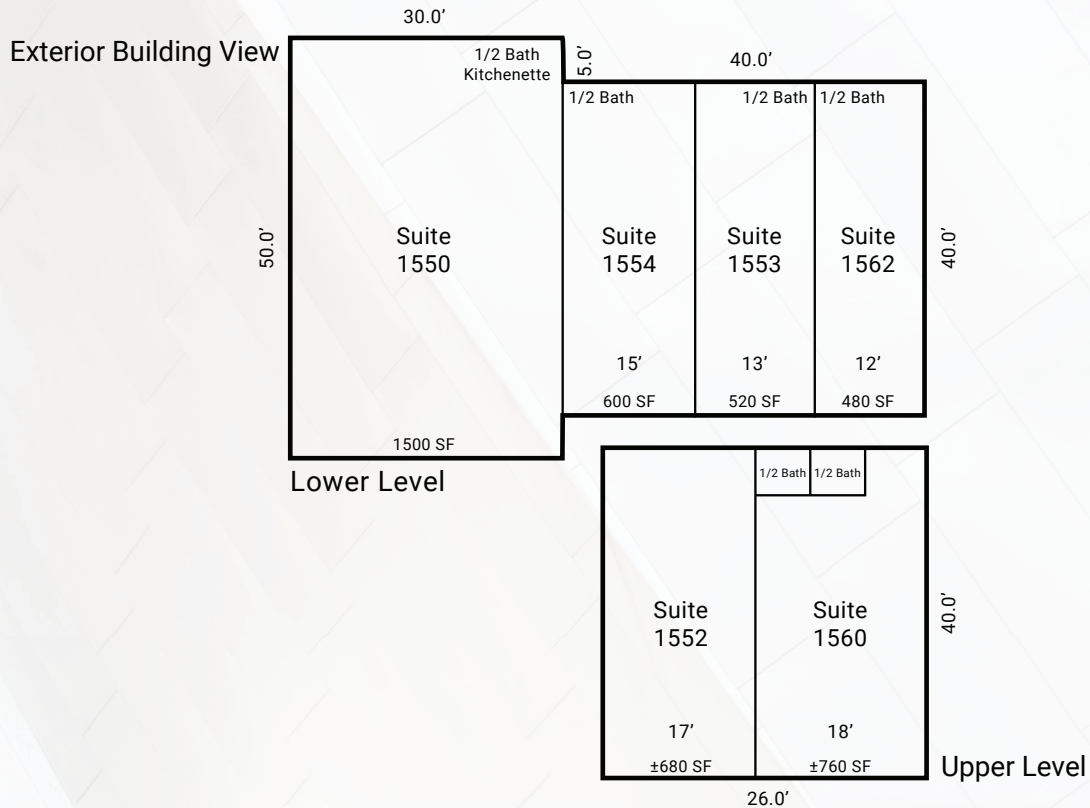 30.0'
Exterior Building View
1/2 Bath
Kitchenette
5.0'
40.0'
1/2 Bath
1/2 Bath
1/2 Bath
50.0'
Suite
1550
Suite
1554
Suite
1553
Suite
1562
40.0'
15'
13'
12'
600 SF
520 SF
480 SF
1500 SF
Lower Level
1/2 Bath
1/2 Bath
Suite
1552
Suite
1560
40.0'
17'
18'
±680 SF
±760 SF
Upper Level
26.0'